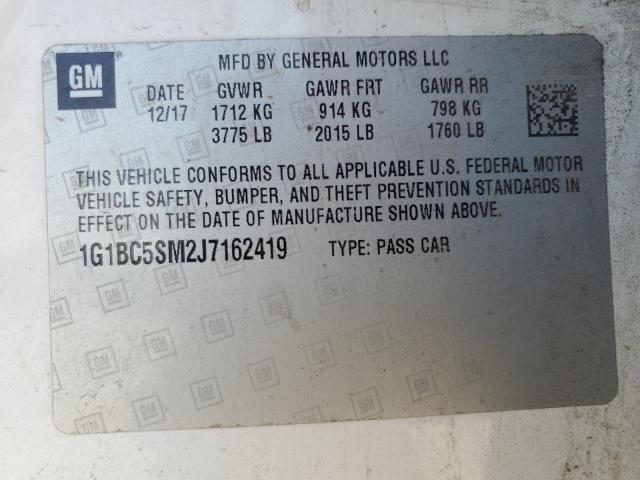 GM
MFD BY GENERAL MOTORS LLC
DATE GVWR GAWR FRT GAWR RR
12/17 1712 KG 914 KG 798 KG
3775 LB 2015 LB 1760 LB
THIS VEHICLE CONFORMS TO ALL APPLICABLE U.S. FEDERAL MOTOR
VEHICLE SAFETY, BUMPER, AND THEFT PREVENTION STANDARDS IN
EFFECT ON THE DATE OF MANUFACTURE SHOWN ABOVE.
1G1BC5SM2J7162419 TYPE: PASS CAR